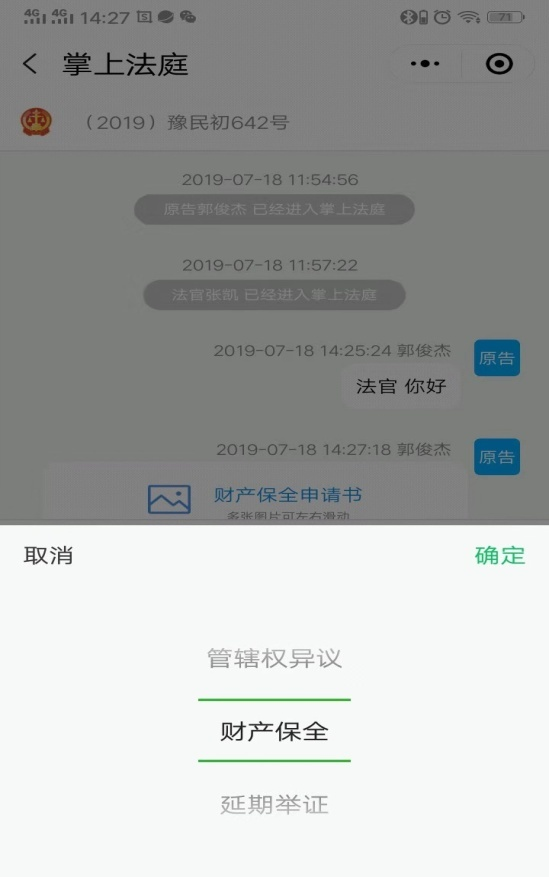 4G 4G 14:27 71
掌上法庭
（2019）豫民初642号
2019-07-18 11:54:56
原告郭俊杰 已经进入掌上法庭
2019-07-18 11:57:22
法官张凯 已经进入掌上法庭
2019-07-18 14:25:24 郭俊杰
原告
法官 你好
2019-07-18 14:27:18 郭俊杰
原告
财产保全申请书
多张图片可左右滑动
取消 确定
管辖权异议
财产保全
延期举证